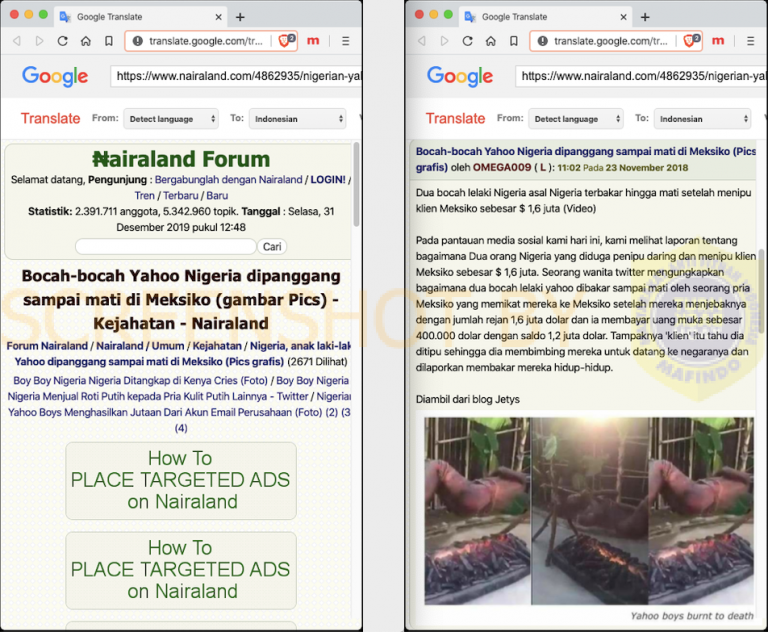 Google Translate
translate.google.com/tr...
2
m
Google
https://www.nairaland.com/4862935/nigerian-yal
Translate
From:
Detect language
To:
Indonesian
₦airaland Forum
Selamat datang, Pengunjung : Bergabunglah dengan Nairaland / LOGIN! /
Tren / Terbaru / Baru
Statistik: 2.391.711 anggota, 5.342.960 topik. Tanggal : Selasa, 31
Desember 2019 pukul 12:48
Cari
Bocah-bocah Yahoo Nigeria dipanggang
sampai mati di Meksiko (gambar Pics) -
Kejahatan - Nairaland
Forum Nairaland / Nairaland / Umum / Kejahatan / Nigeria, anak laki-lak
Yahoo dipanggang sampai mati di Meksiko (Pics grafis) (2671 Dilihat)
Boy Boy Nigeria Nigeria Ditangkap di Kenya Cries (Foto) / Boy Boy Nigeria
Nigeria Menjual Roti Putih kepada Pria Kulit Putih Lainnya - Twitter / Nigerian
Yahoo Boys Menghasilkan Jutaan Dari Akun Email Perusahaan (Foto) (2) (3
(4)
How To
PLACE TARGETED ADS
on Nairaland
How To
PLACE TARGETED ADS
on Nairaland
Google Translate
translate.google.com/tr...
2
m
Google
https://www.nairaland.com/4862935/nigerian-yal
Translate
From:
Detect language
To:
Indonesian
Bocah-bocah Yahoo Nigeria dipanggang sampai mati di Meksiko (Pics
grafis) oleh OMEGA009 ( L ): 11:02 Pada 23 November 2018
Dua bocah lelaki Nigeria asal Nigeria terbakar hingga mati setelah menipu
klien Meksiko sebesar $ 1,6 juta (Video)
Pada pantauan media sosial kami hari ini, kami melihat laporan tentang
bagaimana Dua orang Nigeria yang diduga penipu daring dan menipu klien
Meksiko sebesar $ 1,6 juta. Seorang wanita twitter mengungkapkan
bagaimana dua bocah lelaki yahoo dibakar sampai mati oleh seorang pria
Meksiko yang memikat mereka ke Meksiko setelah mereka menjebaknya
dengan jumlah rejan 1,6 juta dolar dan ia membayar uang muka sebesar
400.000 dolar dengan saldo 1,2 juta dolar. Tampaknya 'klien' itu tahu dia
ditipu sehingga dia membimbing mereka untuk datang ke negaranya dan
dilaporkan membakar mereka hidup-hidup.
Diambil dari blog Jetys
Yahoo boys burnt to death
MAFINDO